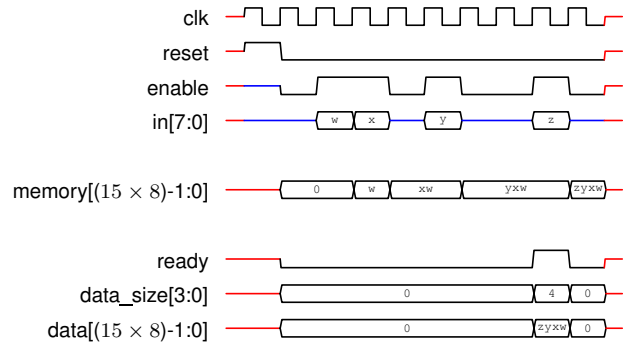 clk
reset
enable
in[7:0] w x y z
memory[(15 × 8)-1:0] 0 w xw yxw zyxw
ready
data_size[3:0] 0 4 0
data[(15 × 8)-1:0] 0 zyxw 0